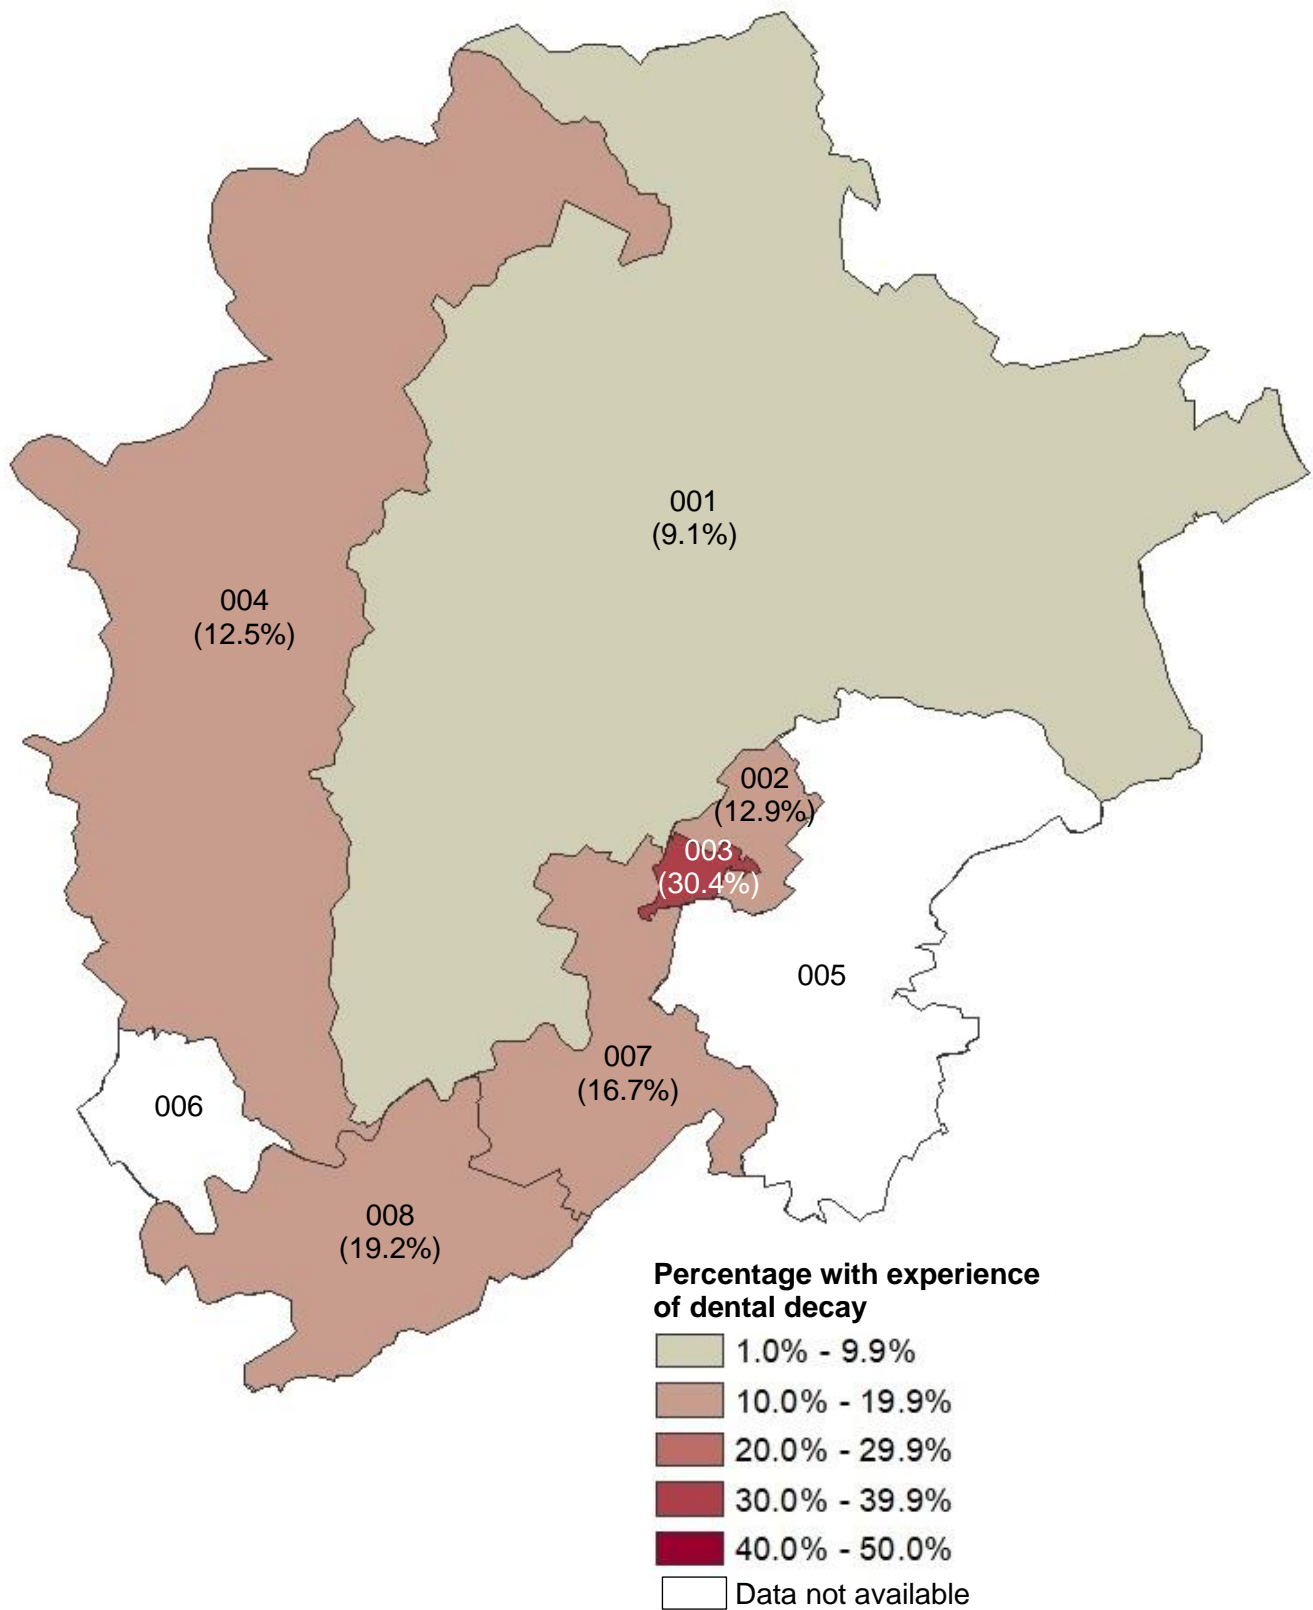 001
(9.1%)
004
(12.5%)
002
(12.9%)
003
(30.4%)
005
007
(16.7%)
006
008
(19.2%)
Percentage with experience
of dental decay
1.0% - 9.9%
10.0% - 19.9%
20.0% - 29.9%
30.0% - 39.9%
40.0% - 50.0%
Data not available